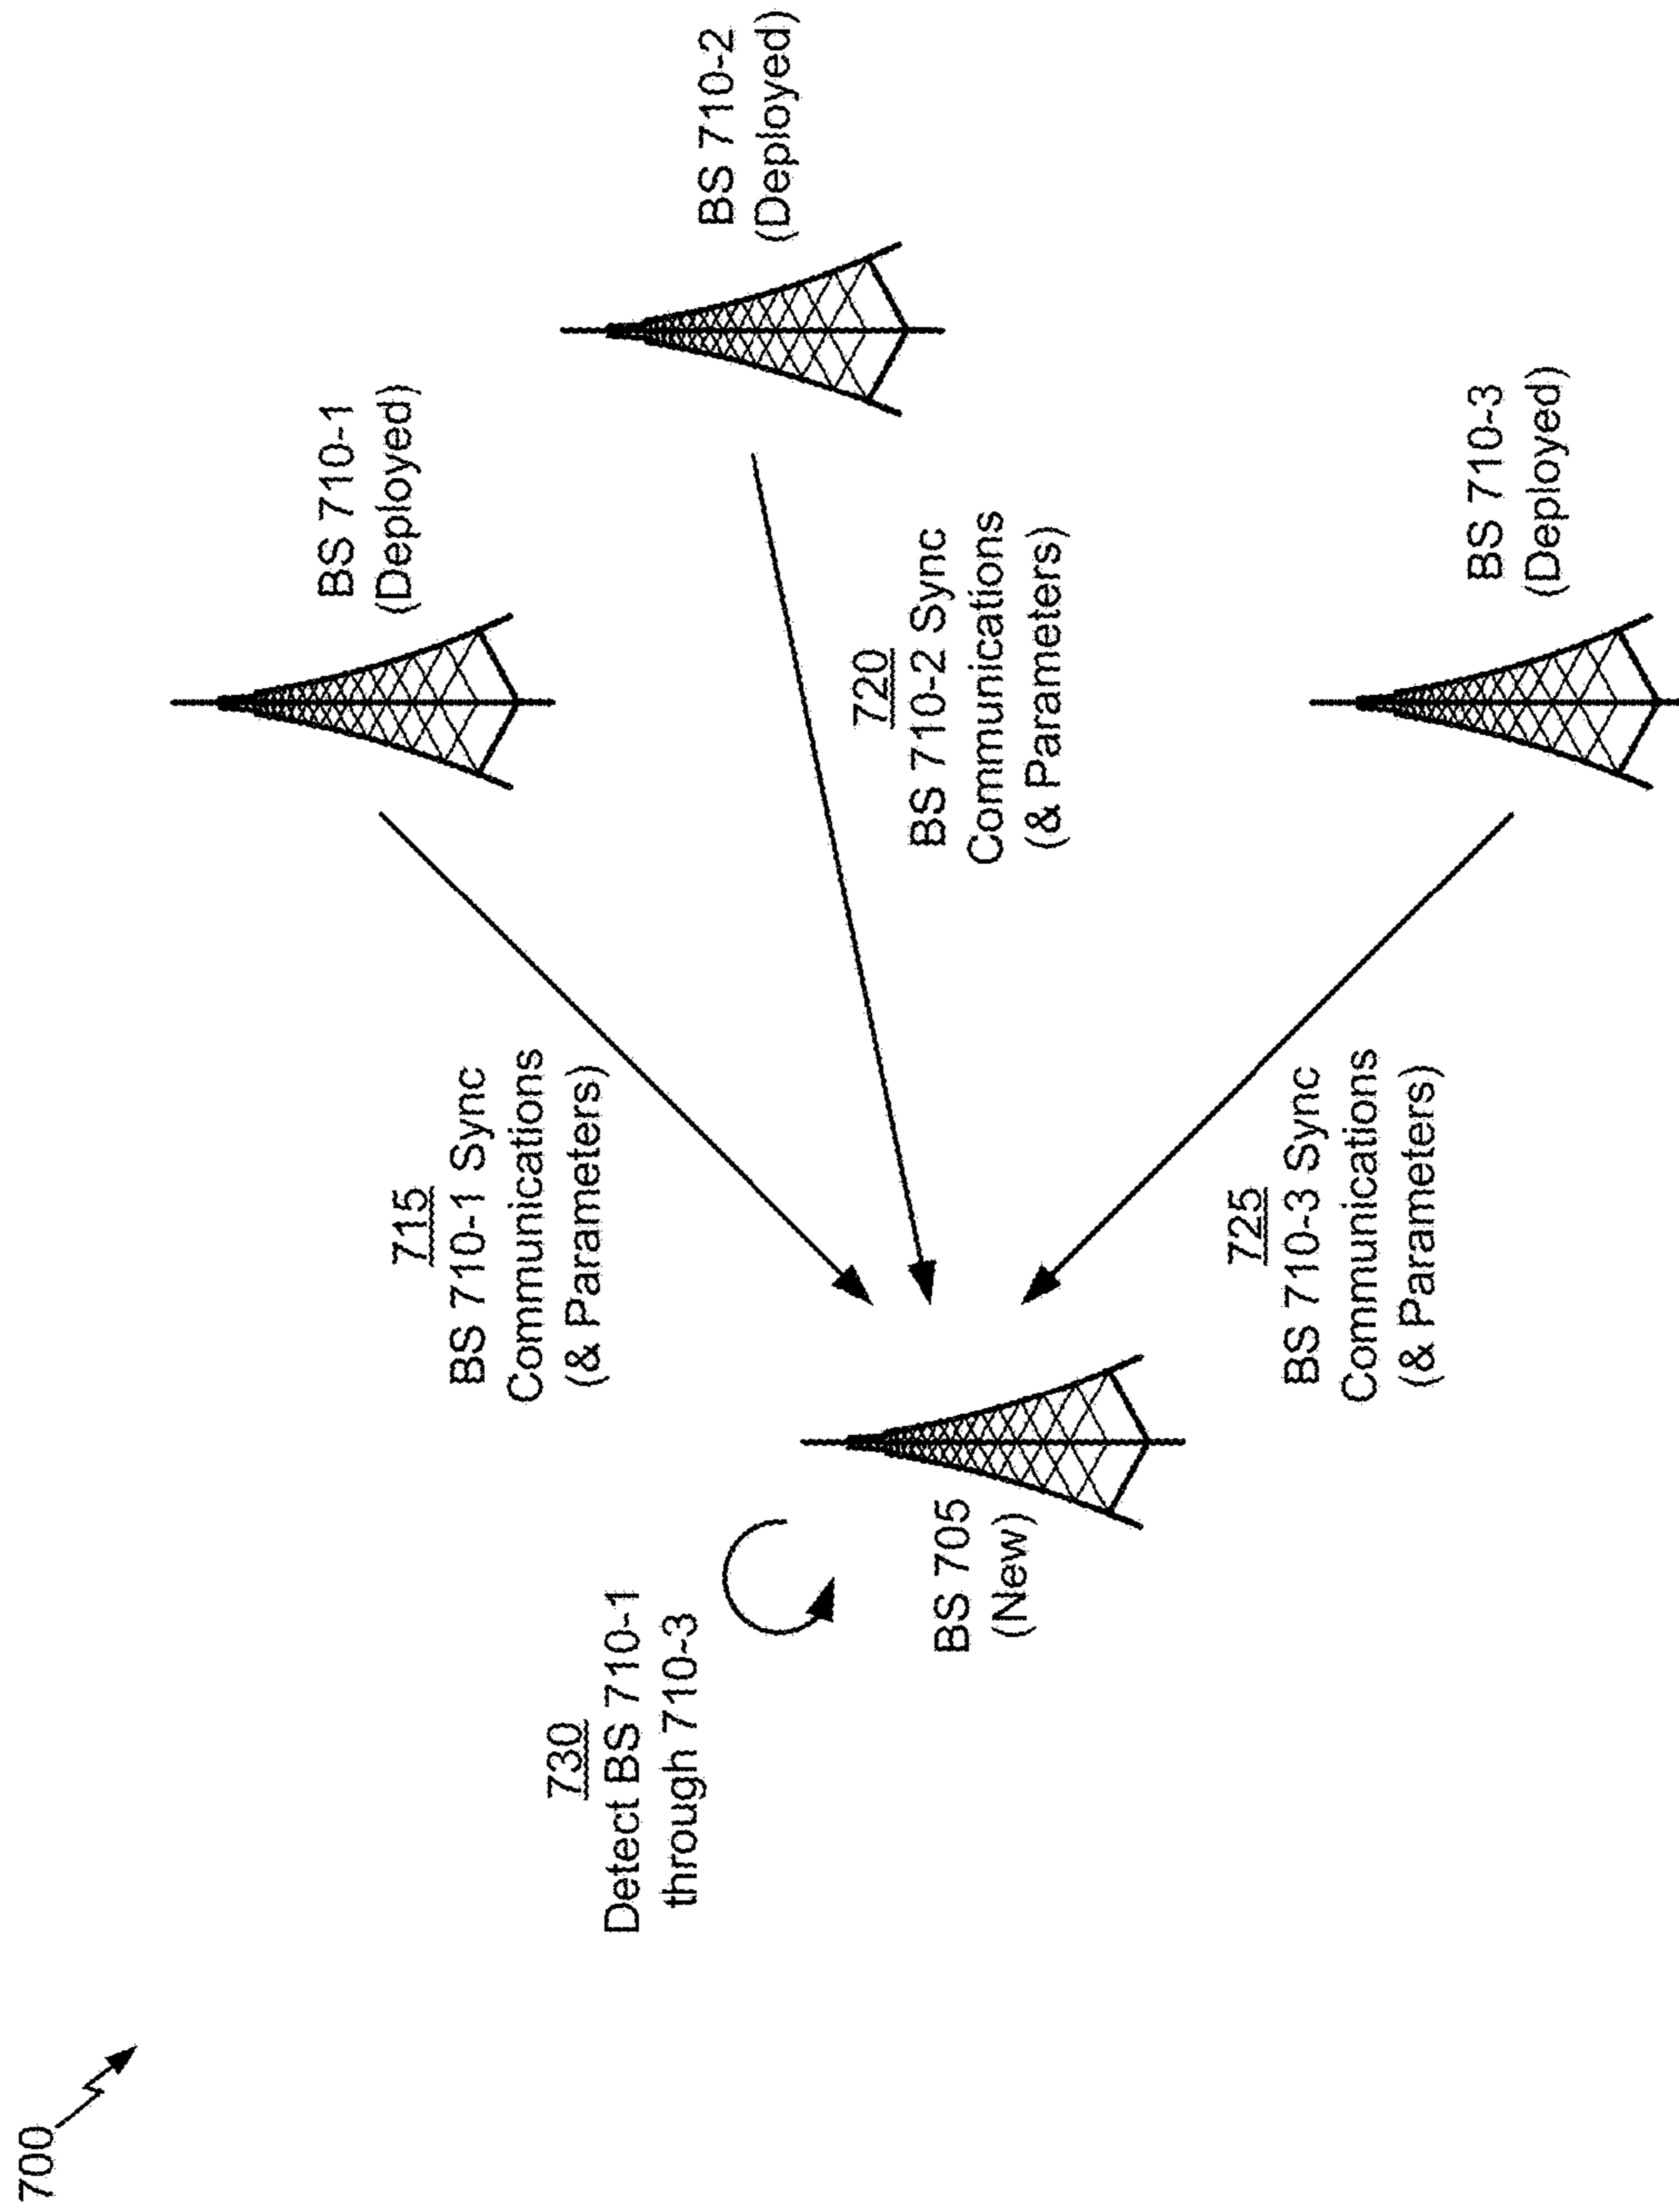 700
730
Detect BS 710-1
through 710-3
BS 705
(New)
715
BS 710-1 Sync
Communications
(& Parameters)
720
BS 710-2 Sync
Communications
(& Parameters)
725
BS 710-3 Sync
Communications
(& Parameters)
BS 710-1
(Deployed)
BS 710-2
(Deployed)
BS 710-3
(Deployed)